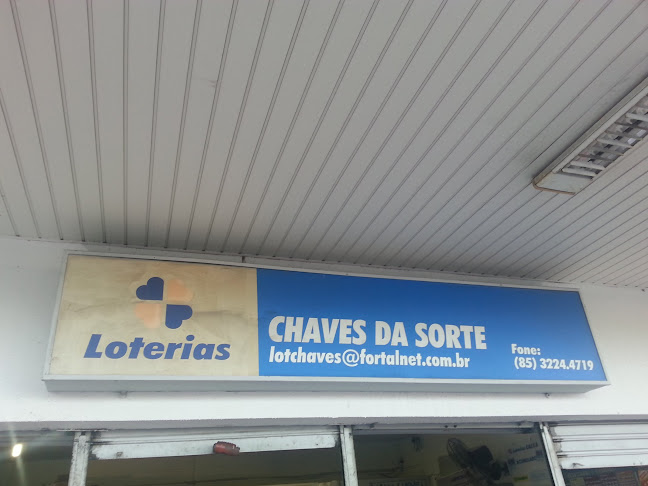 Loterias
CHAVES DA SORTE
lotchaves@fortalnet.com.br
Fone:
(85) 3224.4719